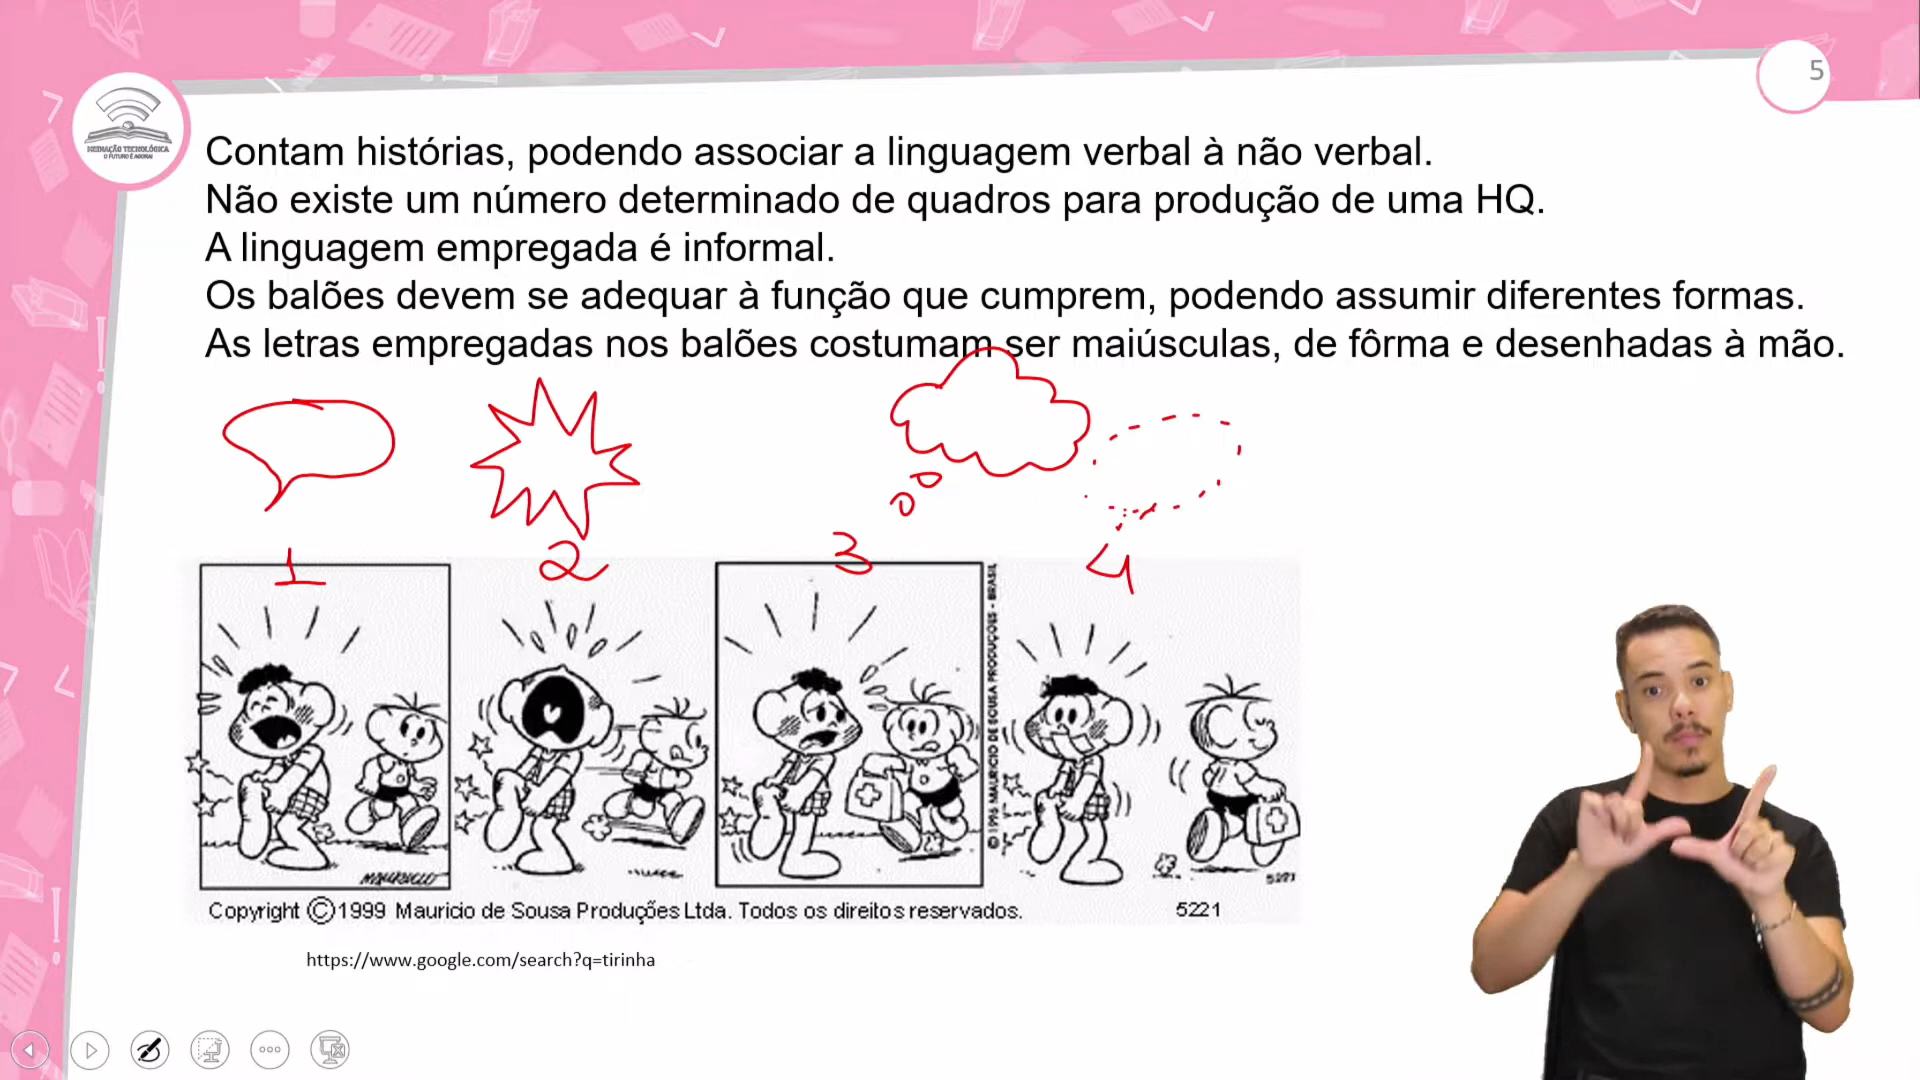 5
MEDIAÇÃO TECNOLÓGICA
O FUTURO É AGORA!
Contam histórias, podendo associar a linguagem verbal à não verbal.
Não existe um número determinado de quadros para produção de uma HQ.
A linguagem empregada é informal.
Os balões devem se adequar à função que cumprem, podendo assumir diferentes formas.
As letras empregadas nos balões costumam ser maiúsculas, de fôrma e desenhadas à mão.
1 2 3 4
© 1996 MAURICIO DE SOUSA PRODUÇÕES - BRASIL
MAURICIO
5221
Copyright ©1999 Mauricio de Sousa Produções Ltda. Todos os direitos reservados. 5221
https://www.google.com/search?q=tirinha